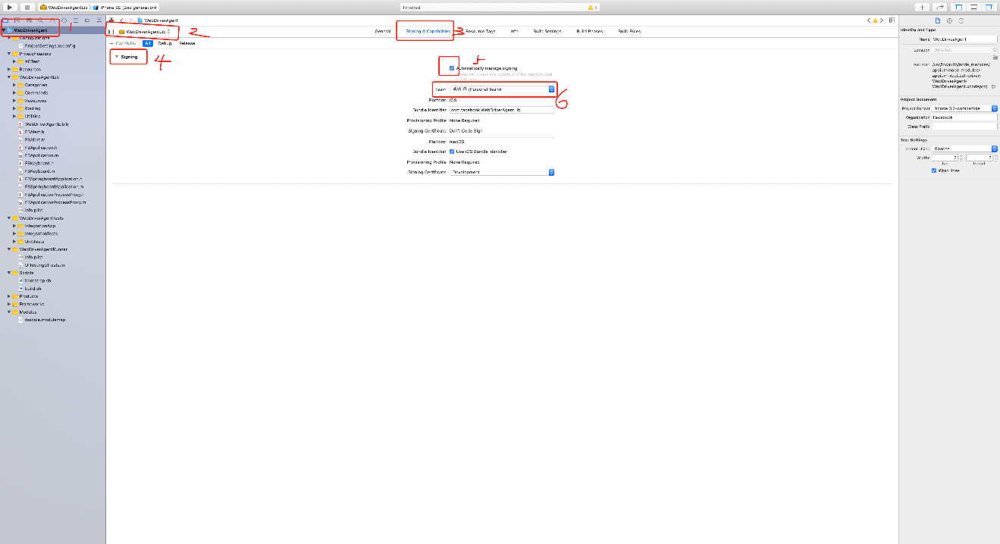 WebDriverAgentLib
iPhone SE (2nd generation)
Finished
3
WebDriverAgent
WebDriverAgent
1
WebDriverAgentLib
2
General
Signing & Capabilities
3
Resource Tags
Info
Build Settings
Build Phases
Build Rules
+ Capability
All
Debug
Release
Signing
4
Automatically manage signing
Xcode will create and update profiles, app IDs, and
certificates.
Team
(Personal Team)
6
Platform iOS
Bundle Identifier com.facebook.WebDriverAgentLib
Provisioning Profile None Required
Signing Certificate Don't Code Sign
Platform macOS
Bundle Identifier Use iOS Bundle Identifier
Provisioning Profile None Required
Signing Certificate Development
Configurations
ProjectSettings.xcconfig
PrivateHeaders
XCTest
Resources
WebDriverAgentLib
Categories
Commands
Resources
Routing
Utilities
WebDriverAgentLib.h
FBAlert.h
FBAlert.m
FBApplication.h
FBApplication.m
FBKeyboard.h
FBKeyboard.m
FBSpringboardApplication.h
FBSpringboardApplication.m
FBApplicationProcessProxy.h
FBApplicationProcessProxy.m
Info.plist
WebDriverAgentTests
IntegrationApp
IntegrationTests
UnitTests
WebDriverAgentRunner
Info.plist
UITestingUITests.m
Scripts
bootstrap.sh
build.sh
Products
Frameworks
Modules
module.modulemap
Identity and Type
Name WebDriverAgent
Location Absolute
Full Path /usr/local/lib/node_modules/
appium/node_modules/
appium-xcuitest-driver/
WebDriverAgent/
WebDriverAgent.xcodeproj
Project Document
Project Format Xcode 3.2-compatible
Organization Facebook
Class Prefix
Text Settings
Indent Using Spaces
Widths 2 2
Tab Indent
Wrap lines